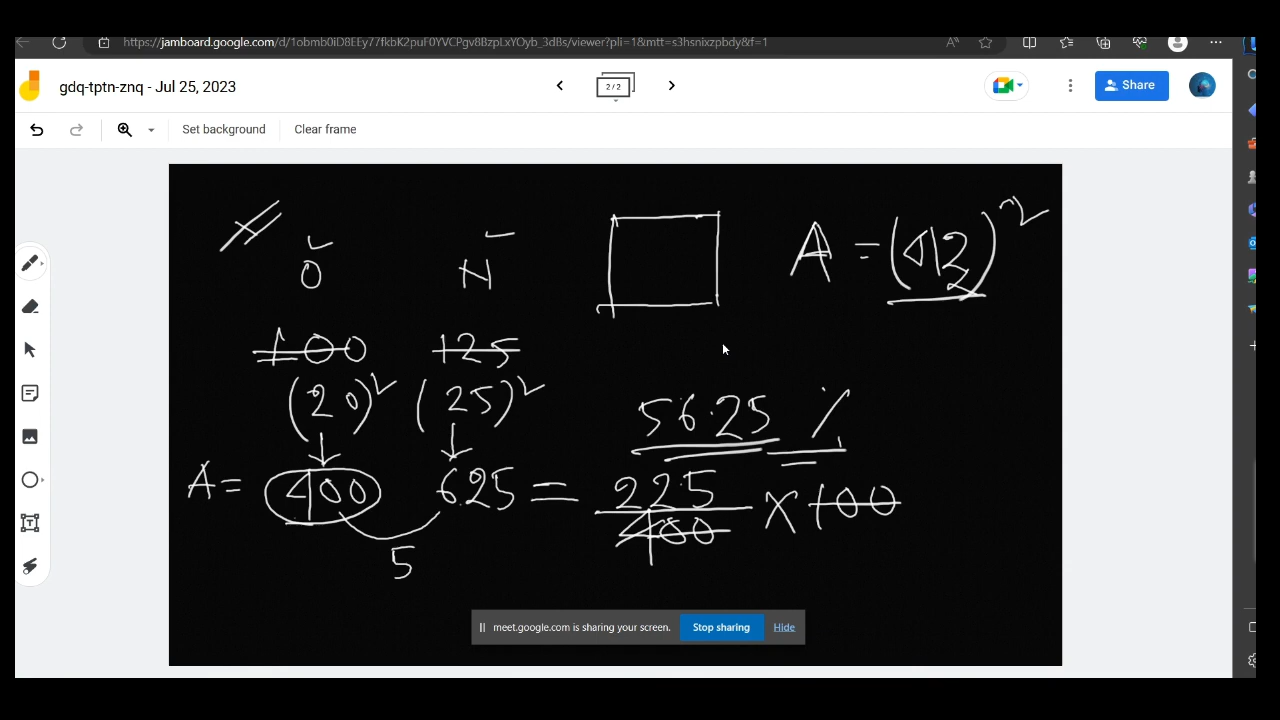 https://jamboard.google.com/d/1obmb0iD8EEy77fkbK2puF0YVCPgv8BzpLxYOyb_3dBs/viewer?pli=1&mtt=s3hsnixzpbdy&f=1
gdq-tptn-znq - Jul 25, 2023
2/2
Share
Set background
Clear frame
O N
A = ( )²
100 125
(20)² (25)²
56.25 %
A = 400 625 = 225/400 × 100
5
meet.google.com is sharing your screen.
Stop sharing
Hide